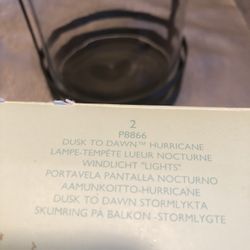 2
P8866
DUSK TO DAWN™ HURRICANE
LAMPE-TEMPÊTE LUEUR NOCTURNE
WINDLICHT "LIGHTS"
PORTAVELA PANTALLA NOCTURNO
AAMUNKOITTO-HURRICANE
DUSK TO DAWN STORMLYKTA
SKUMRING PA BALKON -STORMLYGTE